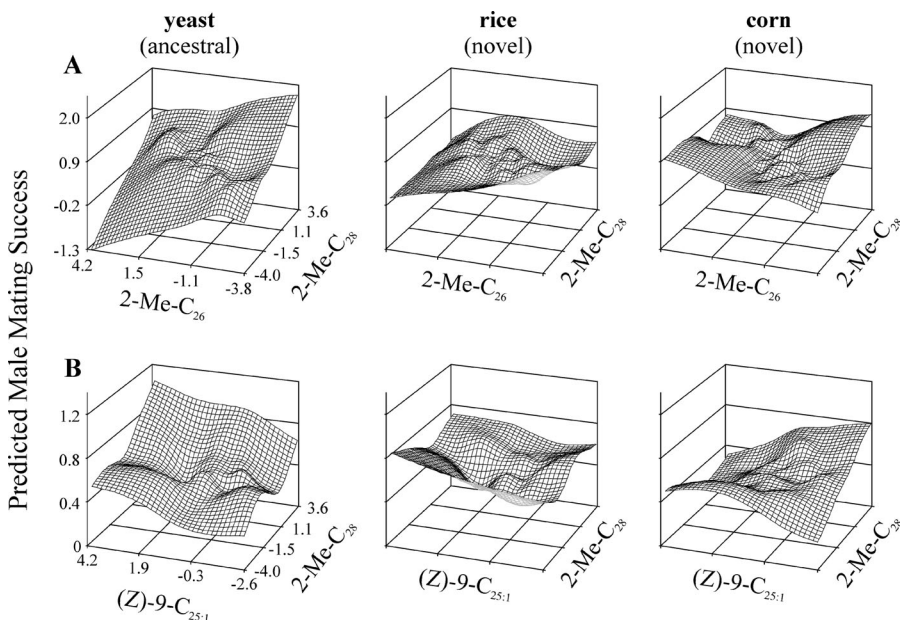 yeast
(ancestral)
rice
(novel)
corn
(novel)
Predicted Male Mating Success
A
2.0
0.9
-0.2
-1.3
4.2
1.5
-1.1
-3.8
2-Me-C26
3.6
1.1
-1.5
-4.0
2-Me-C28
2-Me-C26
2-Me-C28
2-Me-C26
2-Me-C28
B
1.2
0.8
0.4
0
4.2
1.9
-0.3
-2.6
(Z)-9-C25:1
3.6
1.1
-1.5
-4.0
2-Me-C28
(Z)-9-C25:1
2-Me-C28
(Z)-9-C25:1
2-Me-C28